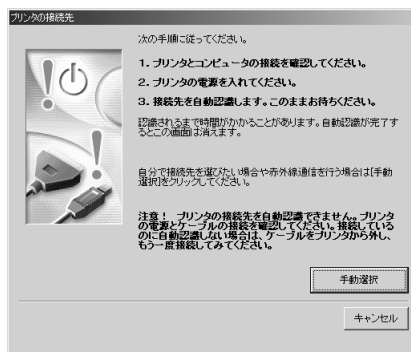 プリンタの接続先
次の手順に従ってください。
1. プリンタとコンピュータの接続を確認してください。
2. プリンタの電源を入れてください。
3. 接続先を自動認識します。このままお待ちください。
認識されるまで時間がかかることがあります。自動認識が完了す
るとこの画面は消えます。
自分で接続先を選びたい場合や赤外線通信を行う場合は[手動
選択]をクリックしてください。
注意！ プリンタの接続先を自動認識できません。プリンタ
の電源とケーブルの接続を確認してください。接続している
のに自動認識しない場合は、ケーブルをプリンタから外し、
もう一度接続してみてください。
手動選択
キャンセル